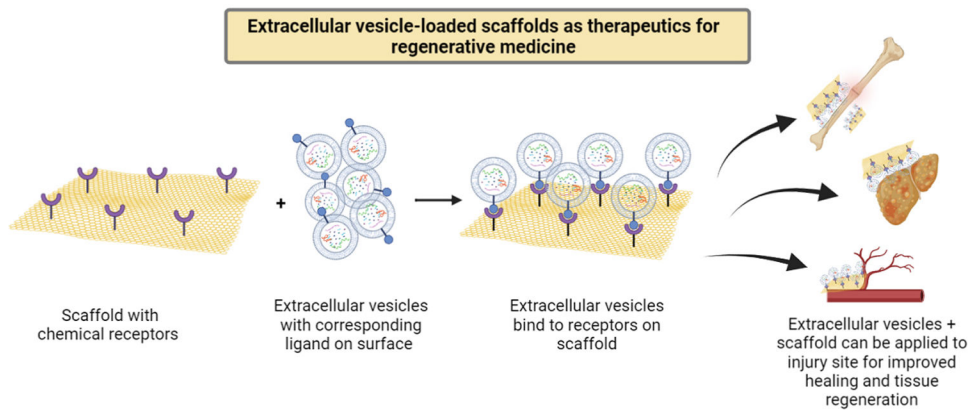 Extracellular vesicle-loaded scaffolds as therapeutics for
regenerative medicine
+
Scaffold with
chemical receptors
Extracellular vesicles
with corresponding
ligand on surface
Extracellular vesicles
bind to receptors on
scaffold
Extracellular vesicles +
scaffold can be applied to
injury site for improved
healing and tissue
regeneration